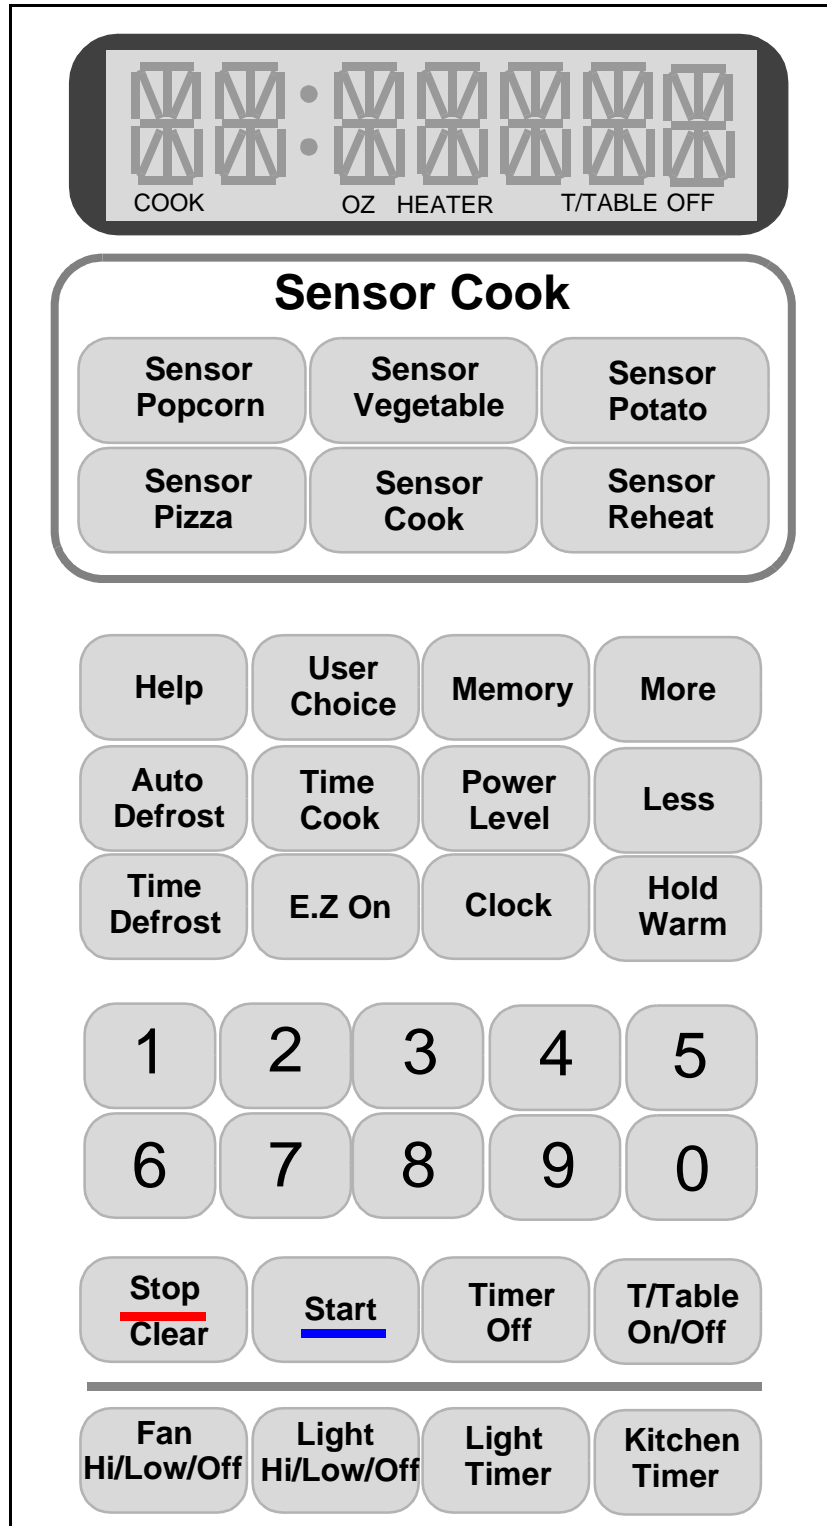 COOK OZ HEATER T/TABLE OFF
Sensor Cook
Sensor
Popcorn
Sensor
Vegetable
Sensor
Potato
Sensor
Pizza
Sensor
Cook
Sensor
Reheat
Help
User
Choice
Memory
More
Auto
Defrost
Time
Cook
Power
Level
Less
Time
Defrost
E.Z On
Clock
Hold
Warm
1 2 3 4 5
6 7 8 9 0
Stop
Clear
Start
Timer
Off
T/Table
On/Off
Fan
Hi/Low/Off
Light
Hi/Low/Off
Light
Timer
Kitchen
Timer